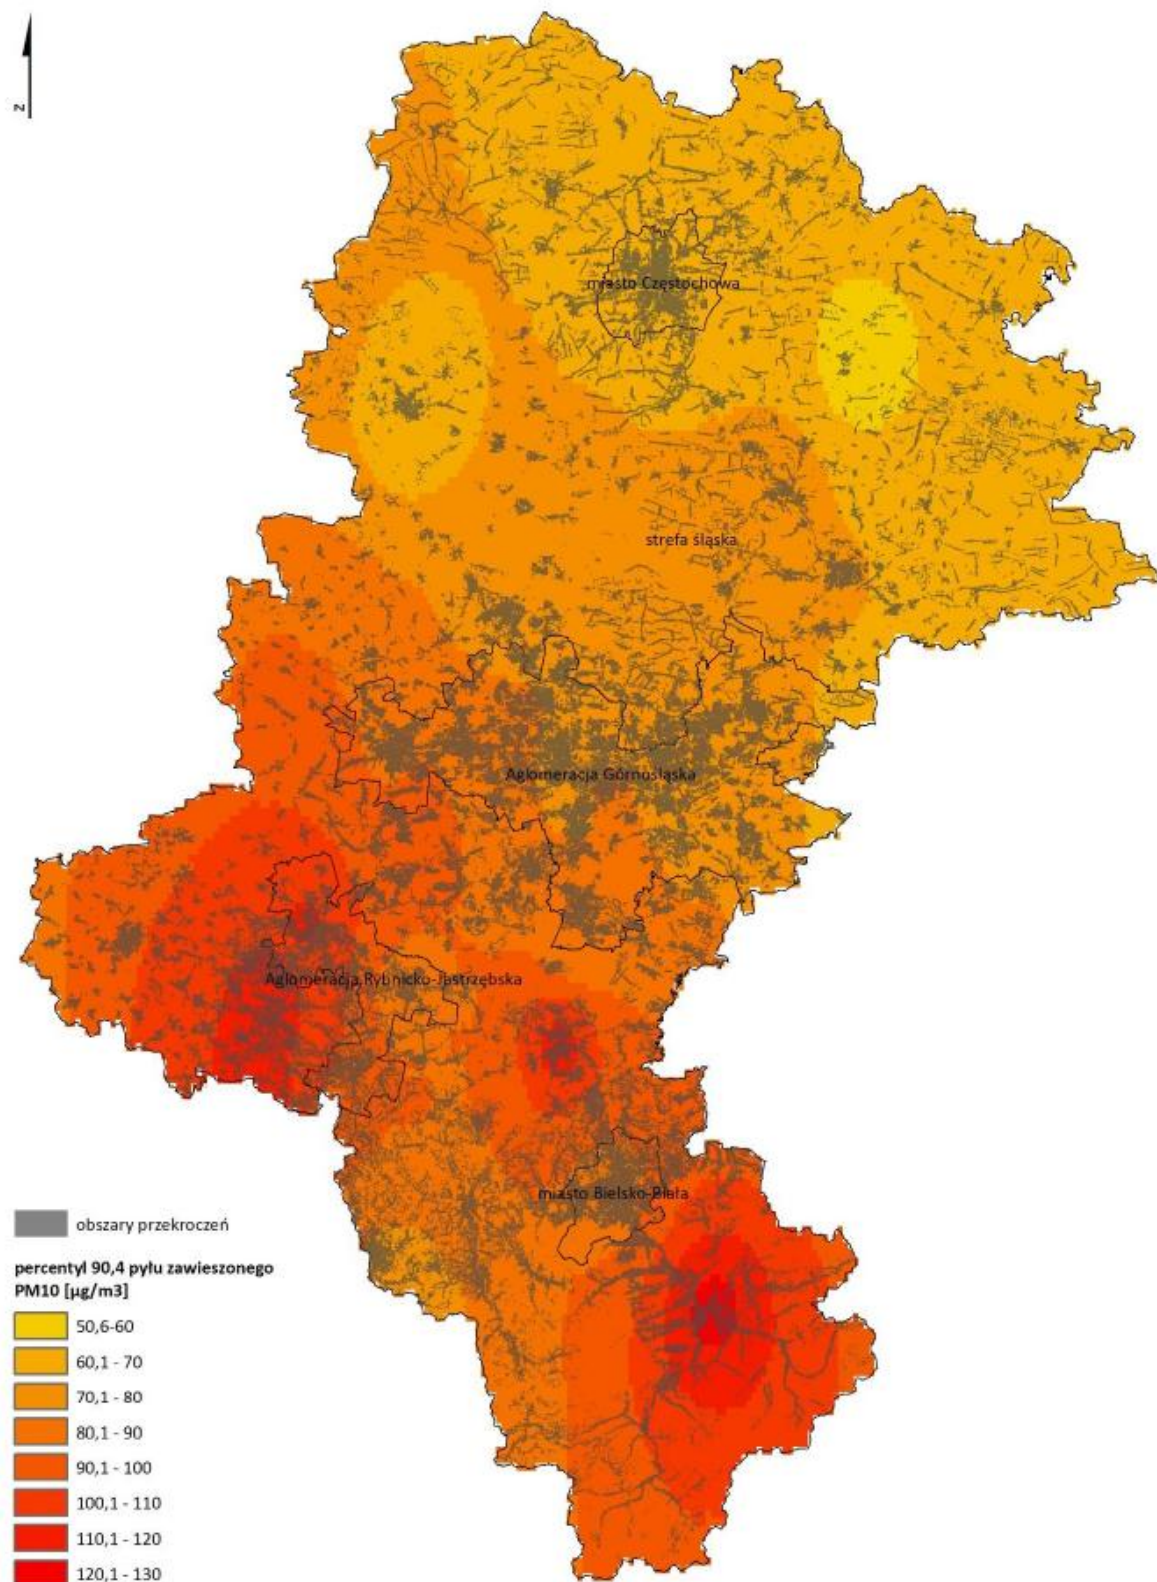 z
miasto Częstochowa
strefa śląska
Aglomeracja Górnośląska
Aglomeracja Rybnicko-Jastrzębska
miasto Bielsko-Biała
obszary przekroczeń
percentyl 90,4 pyłu zawieszonego
PM10 [µg/m3]
50,6-60
60,1 - 70
70,1 - 80
80,1 - 90
90,1 - 100
100,1 - 110
110,1 - 120
120,1 - 130